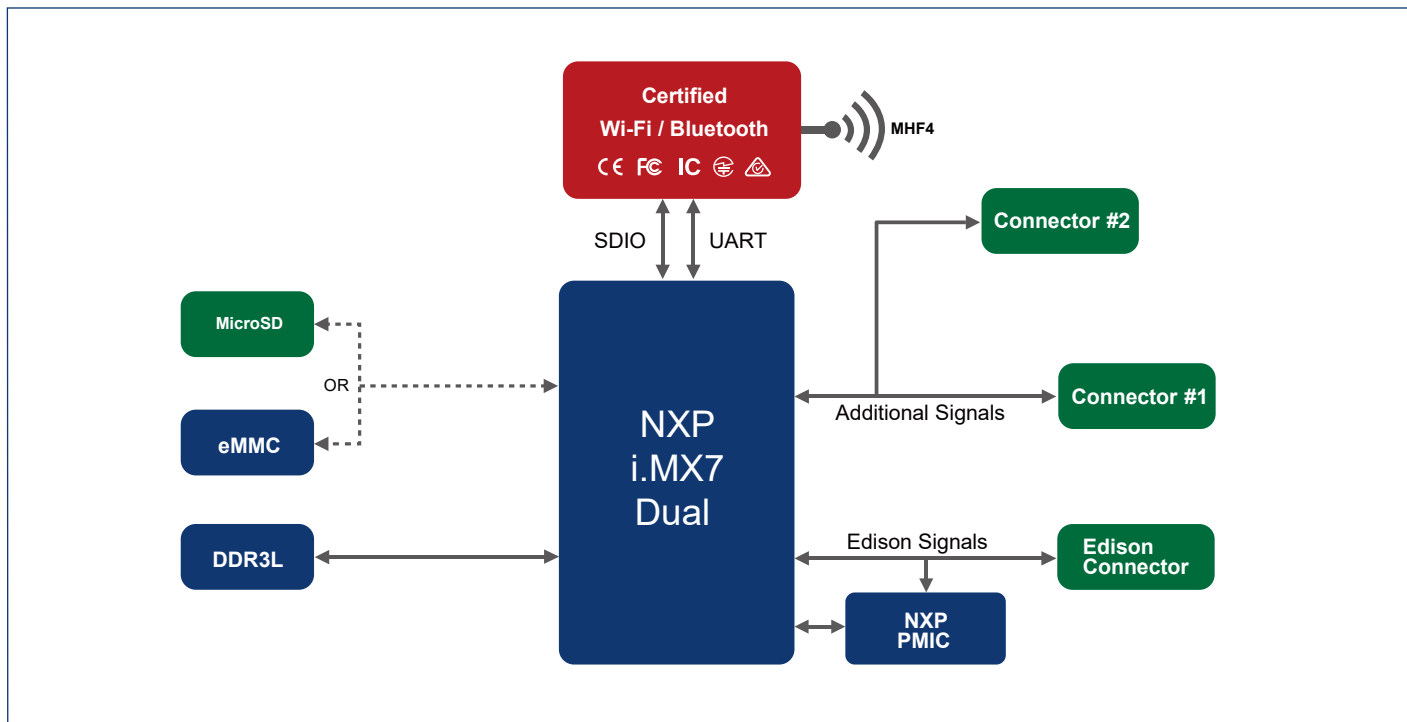 Certified
Wi-Fi / Bluetooth
CE FC IC
MHF4
SDIO
UART
Connector #2
MicroSD
OR
eMMC
NXP
i.MX7
Dual
Additional Signals
Connector #1
DDR3L
Edison Signals
Edison
Connector
NXP
PMIC